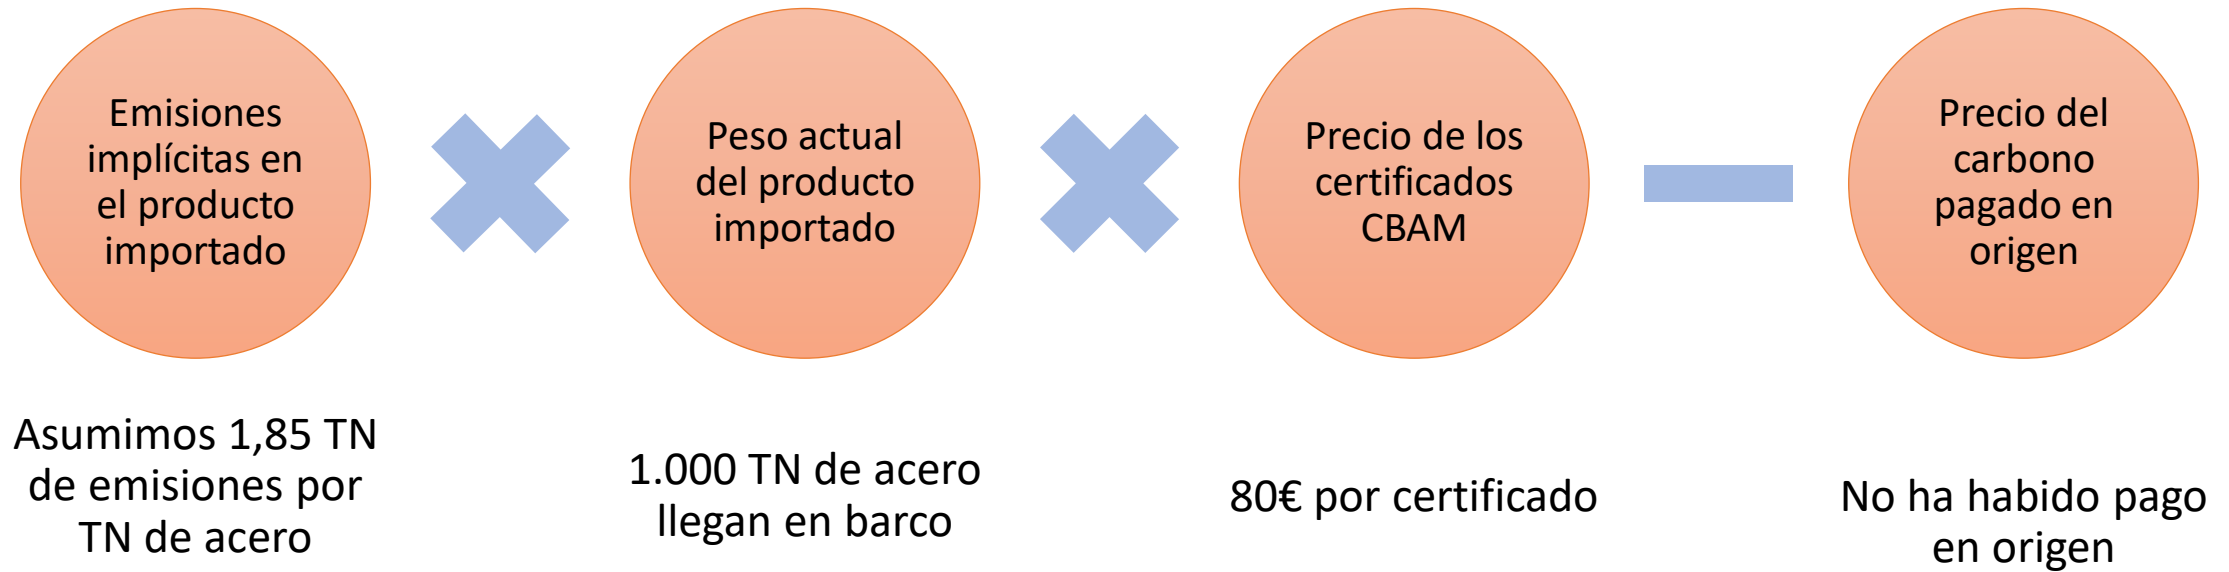 Emisiones
implícitas en
el producto
importado
Peso actual
del producto
importado
Precio de los
certificados
CBAM
Precio del
carbono
pagado en
origen
Asumimos 1,85 TN
de emisiones por
TN de acero
1.000 TN de acero
llegan en barco
80€ por certificado
No ha habido pago
en origen